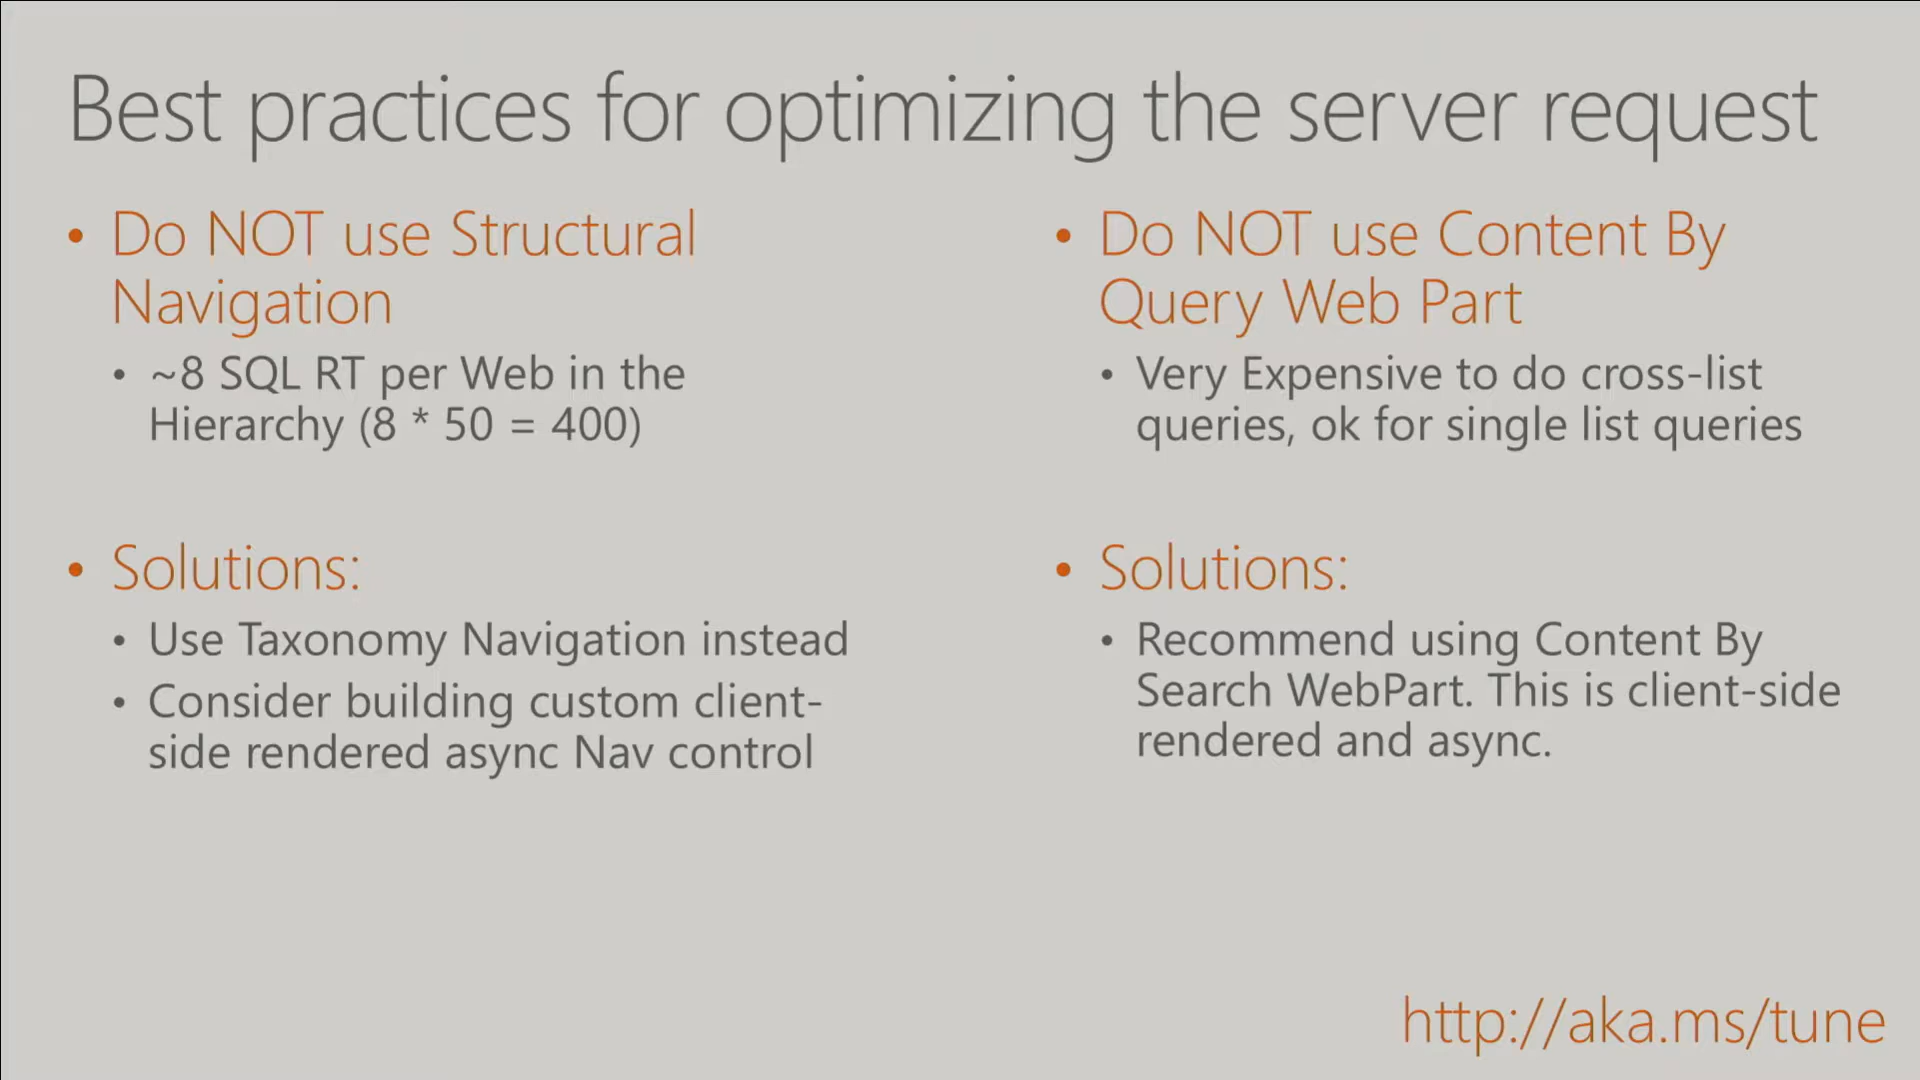 Best practices for optimizing the server request
• Do NOT use Structural
Navigation
• ~8 SQL RT per Web in the
Hierarchy (8 * 50 = 400)
• Solutions:
• Use Taxonomy Navigation instead
• Consider building custom client-
side rendered async Nav control
• Do NOT use Content By
Query Web Part
• Very Expensive to do cross-list
queries, ok for single list queries
• Solutions:
• Recommend using Content By
Search WebPart. This is client-side
rendered and async.
http://aka.ms/tune